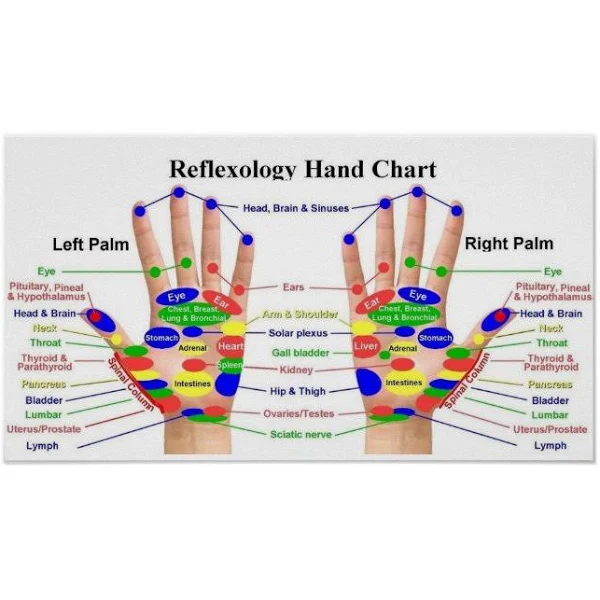 Reflexology Hand Chart
Left Palm
Right Palm
Head, Brain & Sinuses
Eye
Pituitary, Pineal
& Hypothalamus
Head & Brain
Neck
Throat
Thyroid &
Parathyroid
Pancreas
Bladder
Lumbar
Uterus/Prostate
Lymph
Spinal Column
Eye
Ear
Chest, Breast,
Lung & Bronchial
Stomach
Adrenal
Heart
Spleen
Intestines
Ears
Arm & Shoulder
Solar plexus
Gall bladder
Kidney
Hip & Thigh
Ovaries/Testes
Sciatic nerve
Ear
Eye
Chest, Breast,
Lung & Bronchial
Liver
Adrenal
Stomach
Intestines
Spinal Column
Eye
Pituitary, Pineal
& Hypothalamus
Head & Brain
Neck
Throat
Thyroid &
Parathyroid
Pancreas
Bladder
Lumbar
Uterus/Prostate
Lymph